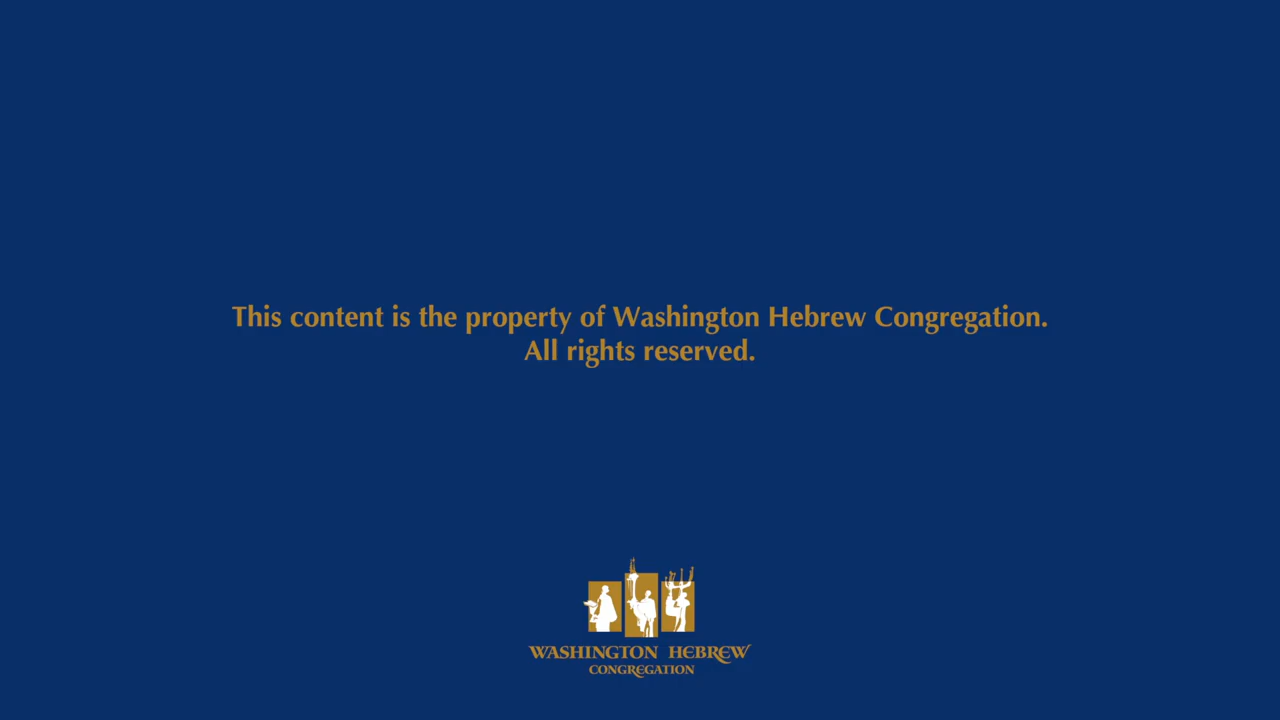 This content is the property of Washington Hebrew Congregation.
All rights reserved.
WASHINGTON HEBREW
CONGREGATION